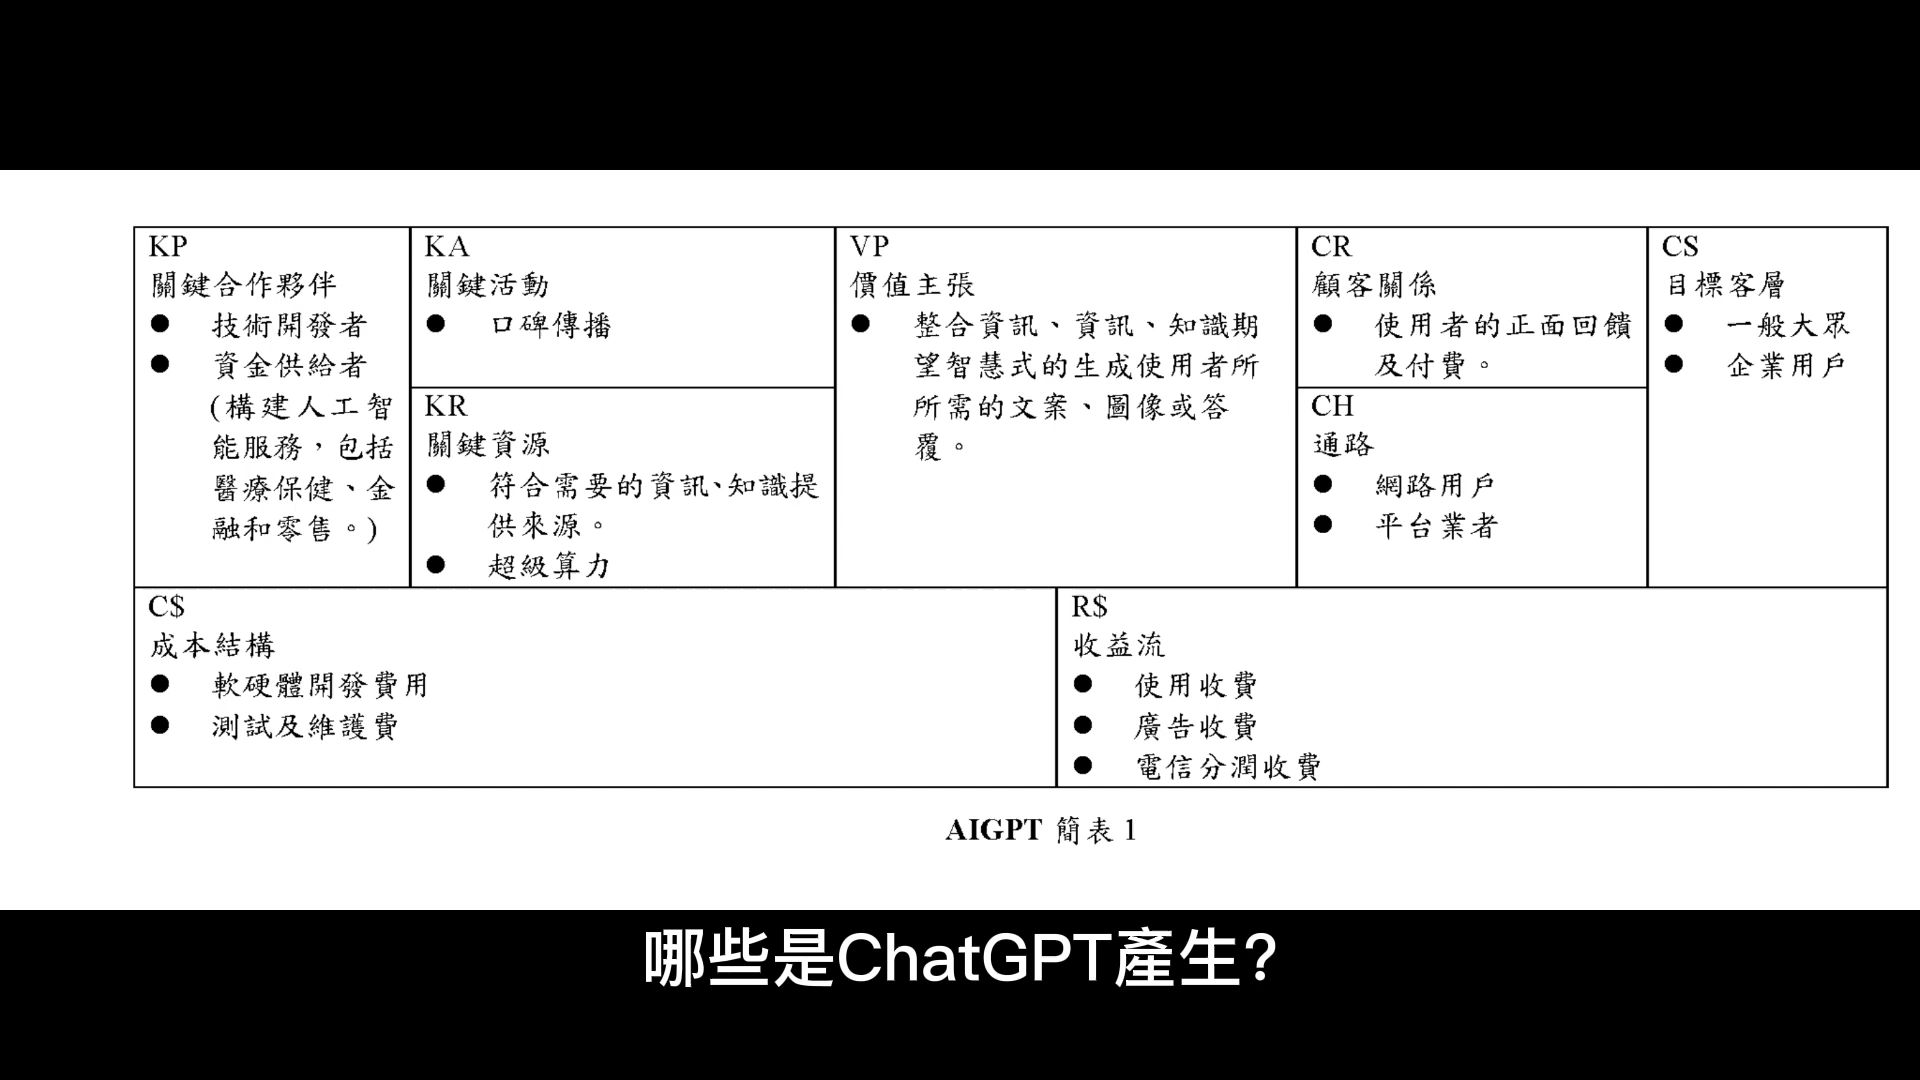 KP
關鍵合作夥伴
● 技術開發者
● 資金供給者
(構建人工智
能服務，包括
醫療保健、金
融和零售。)
KA
關鍵活動
● 口碑傳播
KR
關鍵資源
● 符合需要的資訊、知識提
供來源。
● 超級算力
VP
價值主張
● 整合資訊、資訊、知識期
望智慧式的生成使用者所
所需的文案、圖像或答
覆。
CR
顧客關係
● 使用者的正面回饋
及付費。
CH
通路
● 網路用戶
● 平台業者
CS
目標客層
● 一般大眾
● 企業用戶
C$
成本結構
● 軟硬體開發費用
● 測試及維護費
R$
收益流
● 使用收費
● 廣告收費
● 電信分潤收費
AIGPT 簡表 1
哪些是ChatGPT產生?